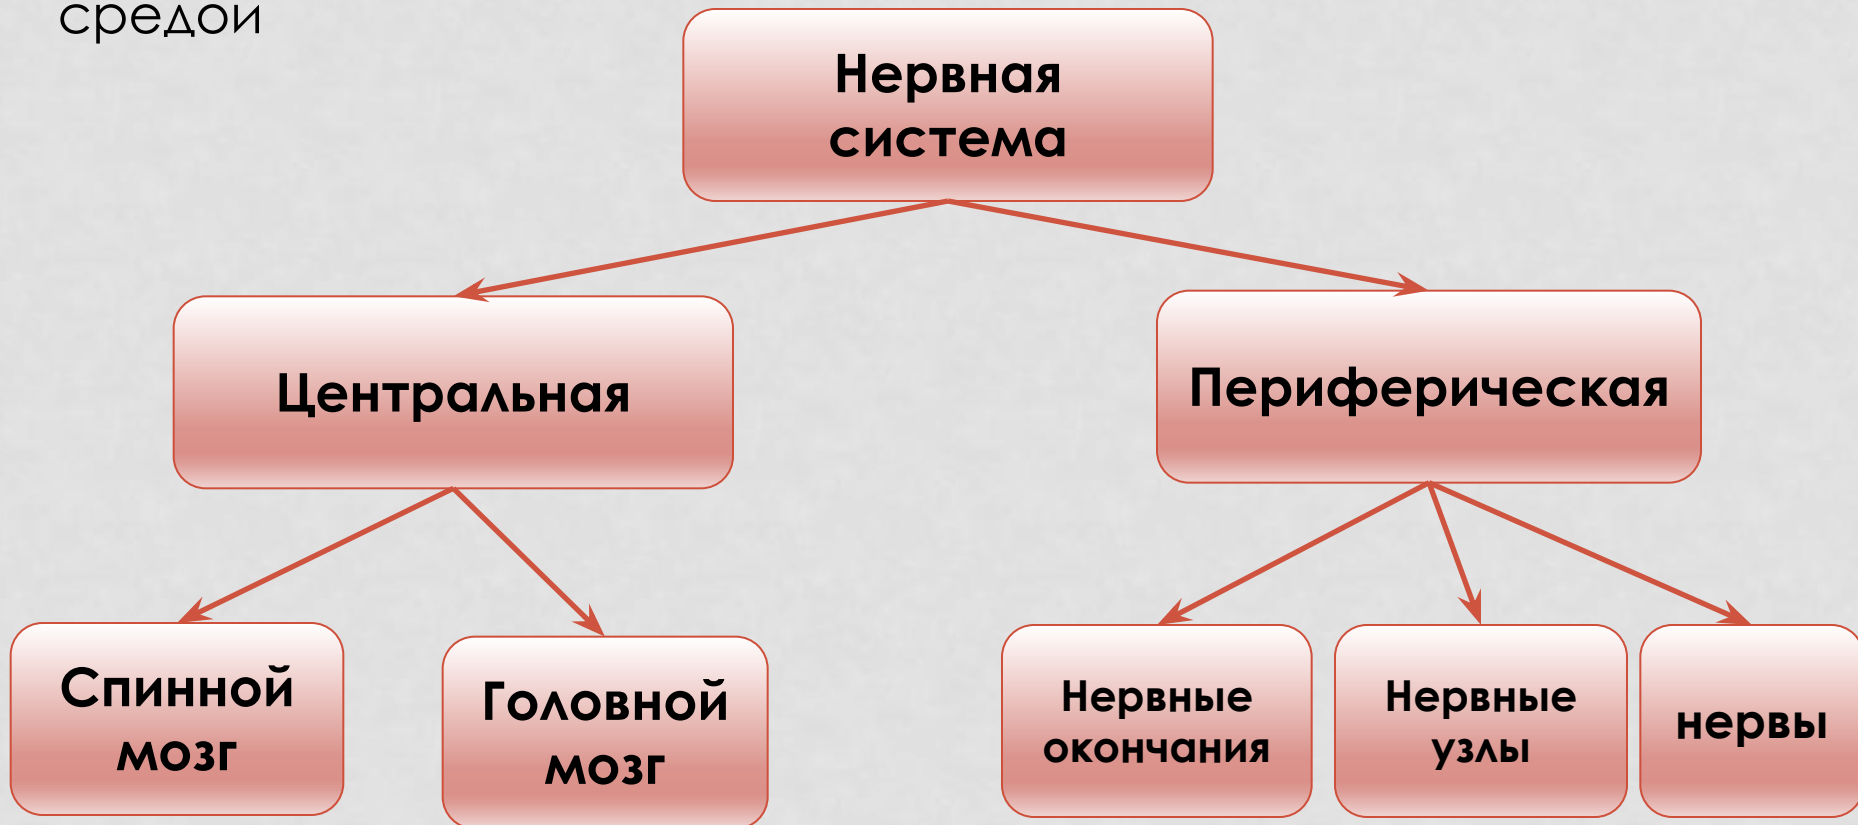 средой
Нервная
система
Центральная
Периферическая
Спинной
мозг
Головной
мозг
Нервные
окончания
Нервные
узлы
нервы